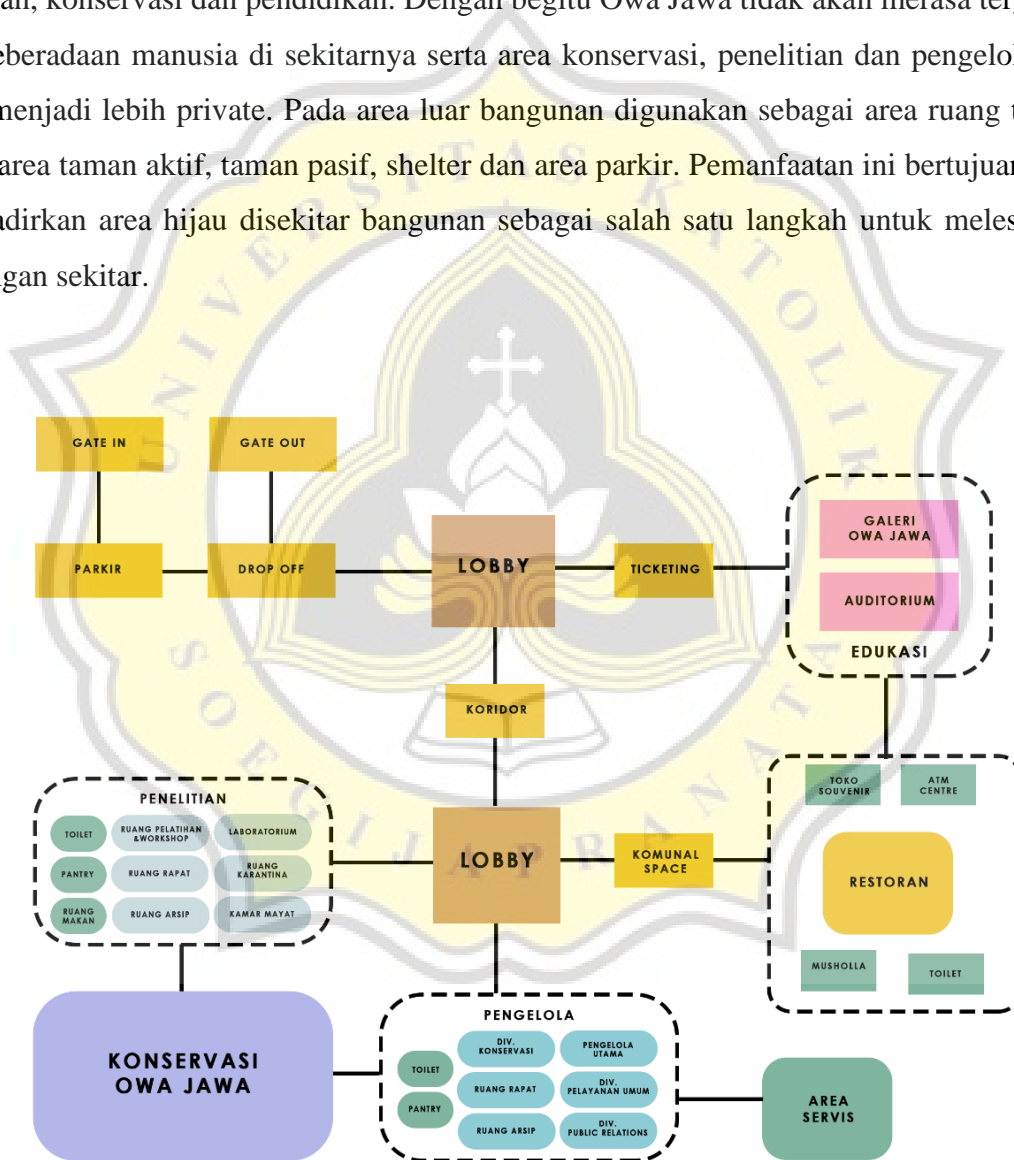 an, konservasi dan pendidikan. Dengan begitu Owa Jawa tidak akan merasa ter
eberadaan manusia di sekitarnya serta area konservasi, penelitian dan pengelol
menjadi lebih private. Pada area luar bangunan digunakan sebagai area ruang t
area taman aktif, taman pasif, shelter dan area parkir. Pemanfaatan ini bertujuan
adirkan area hijau disekitar bangunan sebagai salah satu langkah untuk meles
ngan sekitar.
UNIVERSITAS KATOLIK
SOEGIJAPRANATA
GATE IN
GATE OUT
PARKIR
DROP OFF
LOBBY
TICKETING
GALERI
OWA JAWA
AUDITORIUM
EDUKASI
KORIDOR
PENELITIAN
TOILET
RUANG PELATIHAN
&WORKSHOP
LABORATORIUM
PANTRY
RUANG RAPAT
RUANG
KARANTINA
RUANG
MAKAN
RUANG ARSIP
KAMAR MAYAT
LOBBY
KOMUNAL
SPACE
TOKO
SOUVENIR
ATM
CENTRE
RESTORAN
MUSHOLLA
TOILET
KONSERVASI
OWA JAWA
PENGELOLA
TOILET
PANTRY
DIV.
KONSERVASI
PENGELOLA
UTAMA
RUANG RAPAT
DIV.
PELAYANAN UMUM
RUANG ARSIP
DIV.
PUBLIC RELATIONS
AREA
SERVIS